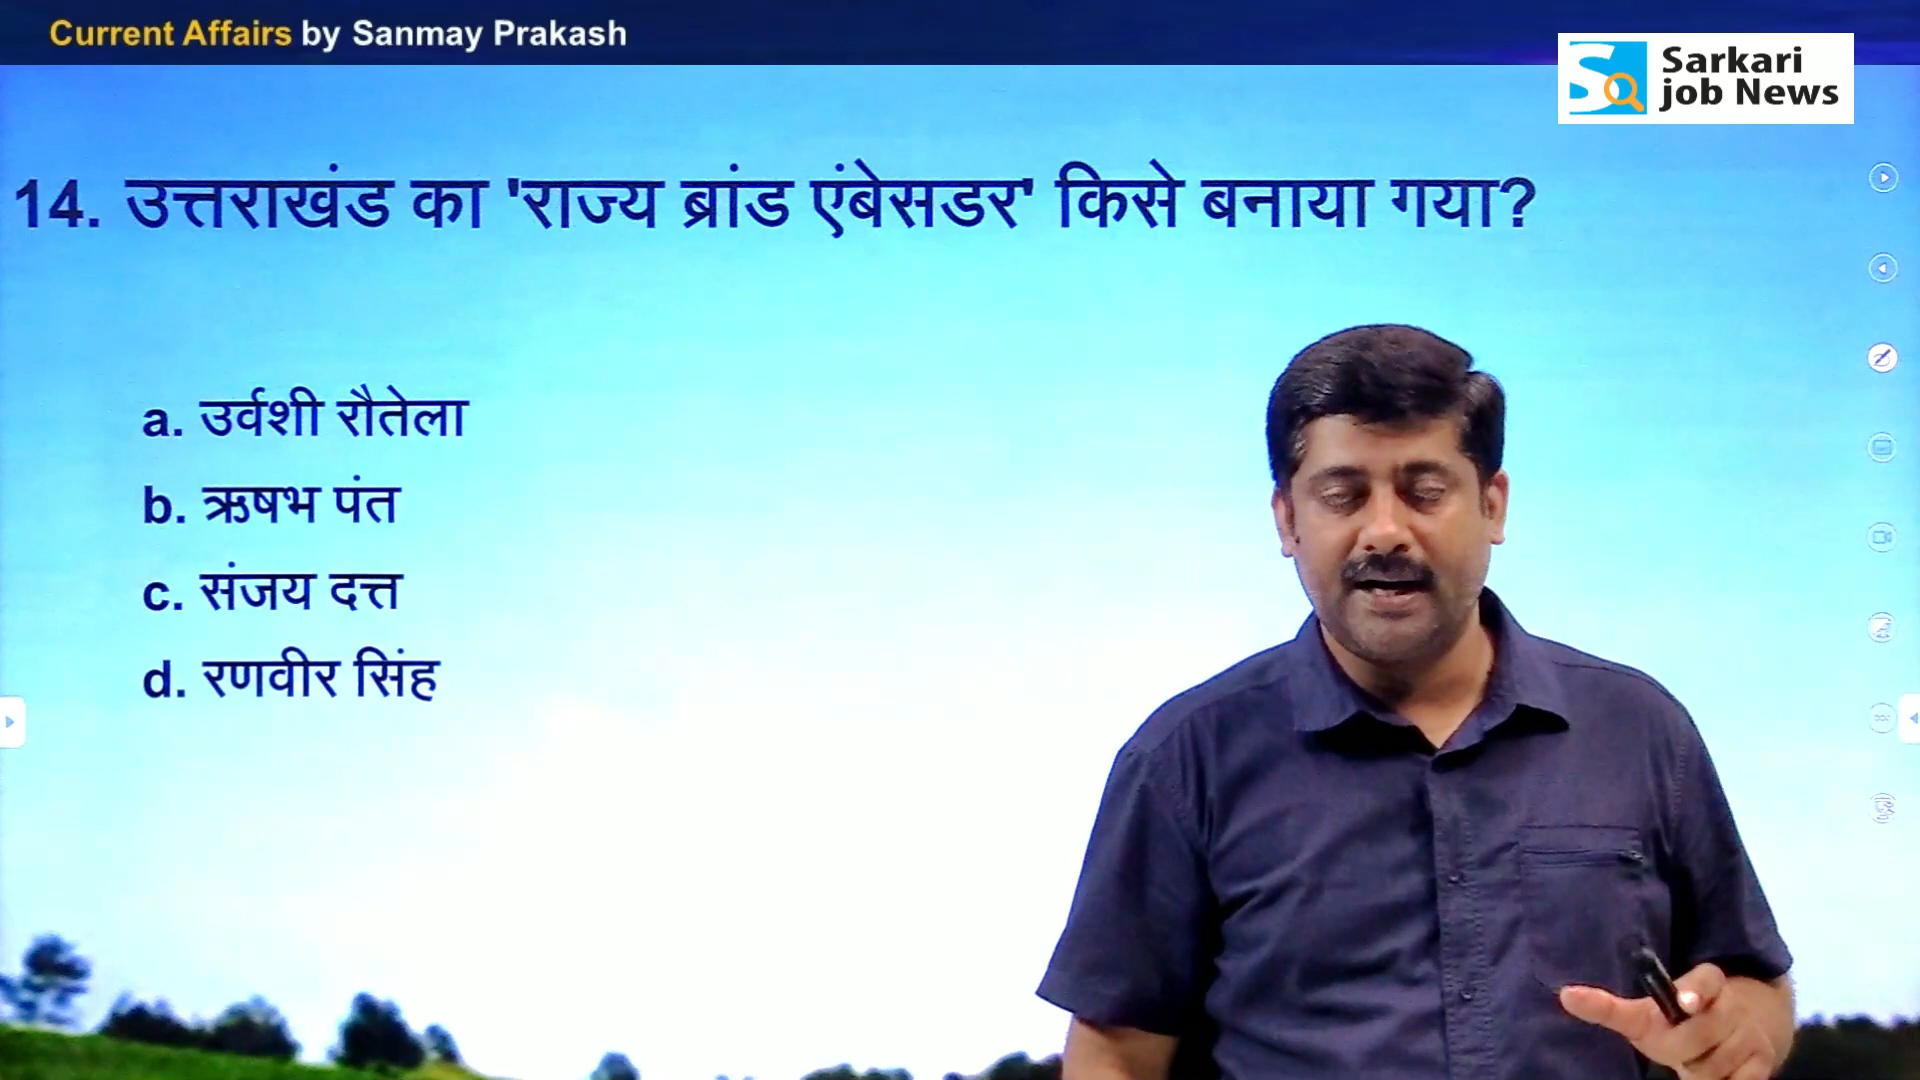 Current Affairs by Sanmay Prakash
Sarkari
job News
14. उत्तराखंड का 'राज्य ब्रांड एंबेसडर' किसे बनाया गया?
a. उर्वशी रौतेला
b. ऋषभ पंत
c. संजय दत्त
d. रणवीर सिंह